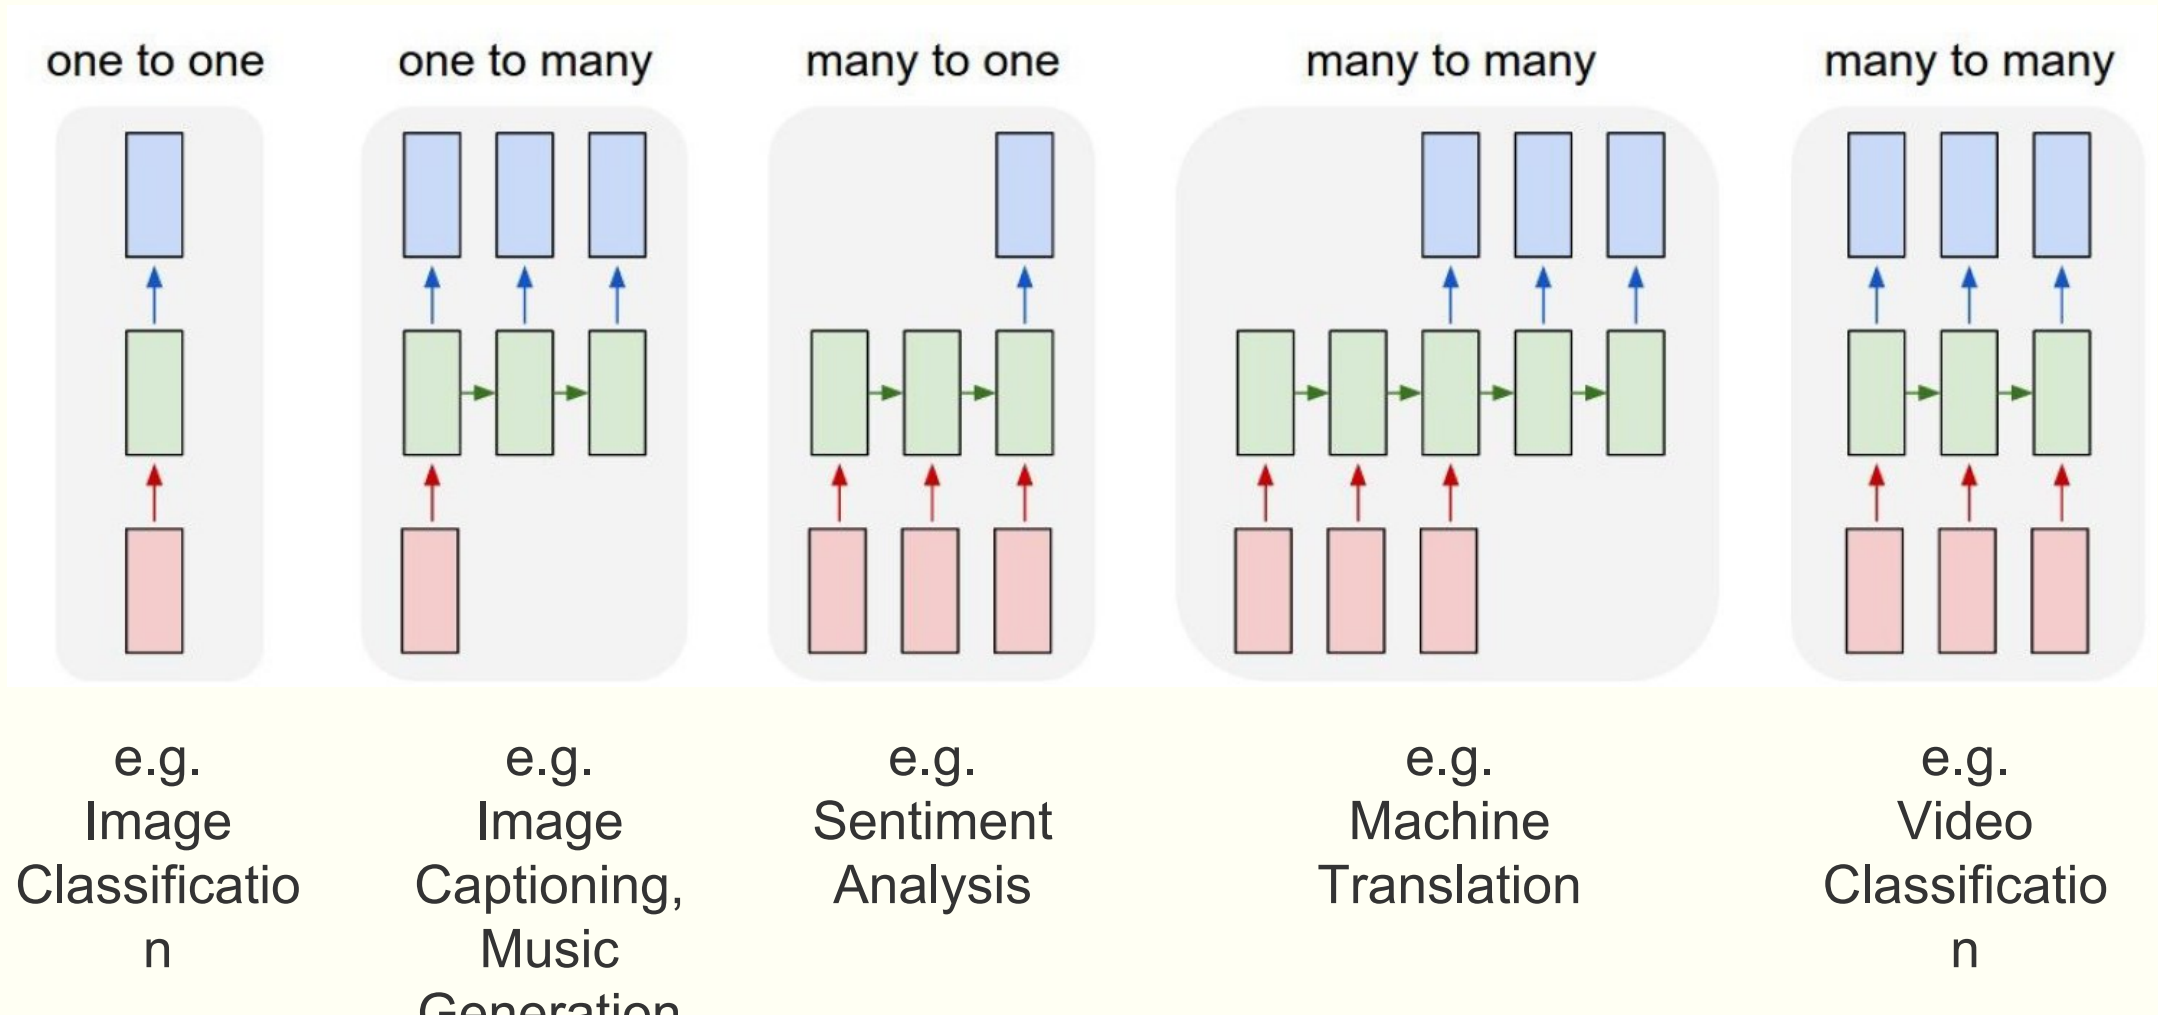 one to one
one to many
many to one
many to many
many to many
e.g.
Image
Classificatio
n
e.g.
Image
Captioning,
Music
Generation
e.g.
Sentiment
Analysis
e.g.
Machine
Translation
e.g.
Video
Classificatio
n